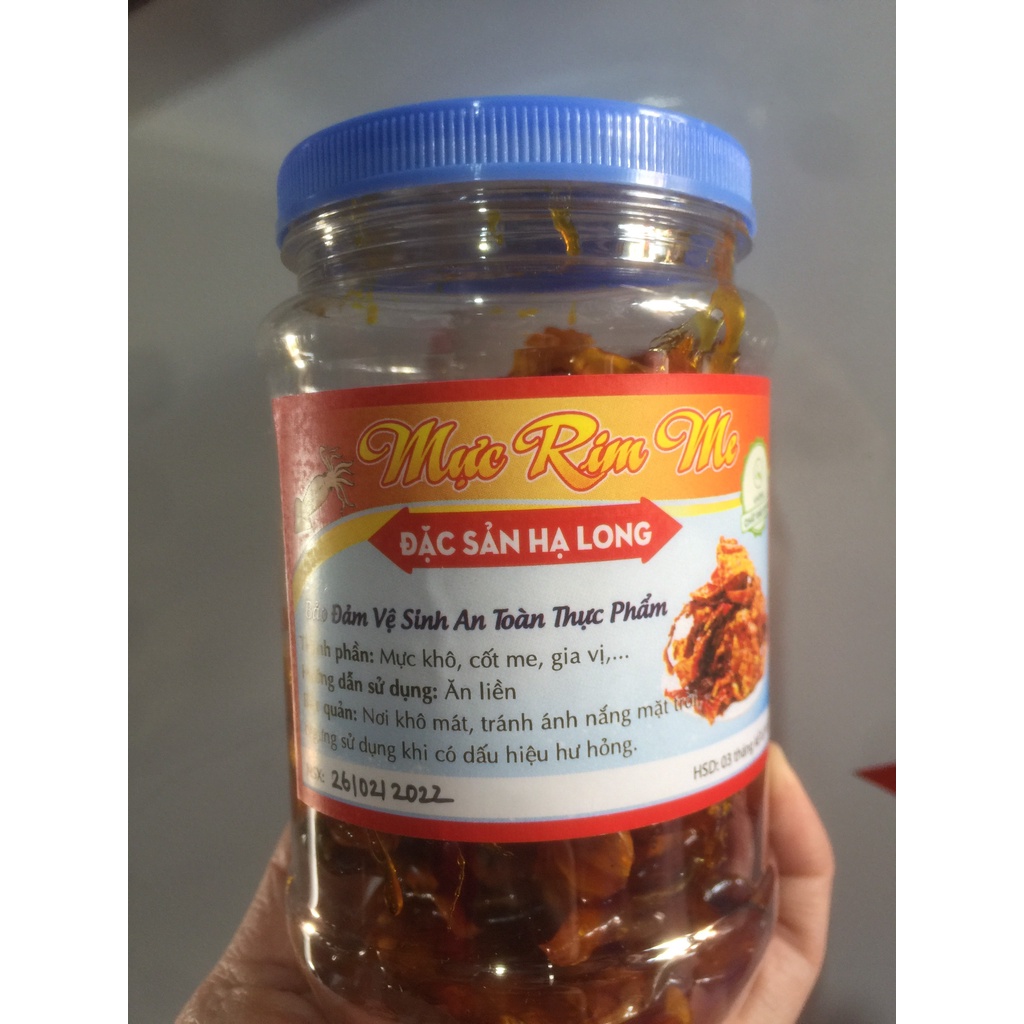 Mực Rim Me
ĐẶC SẢN HẠ LONG
Đảm Vệ Sinh An Toàn Thực Phẩm
phần: Mực khô, cốt me, gia vị,...
dẫn sử dụng: Ăn liền
quản: Nơi khô mát, tránh ánh nắng mặt trời,
sử dụng khi có dấu hiệu hư hỏng.
NSX: 26/02/2022
HSD: 03 tháng